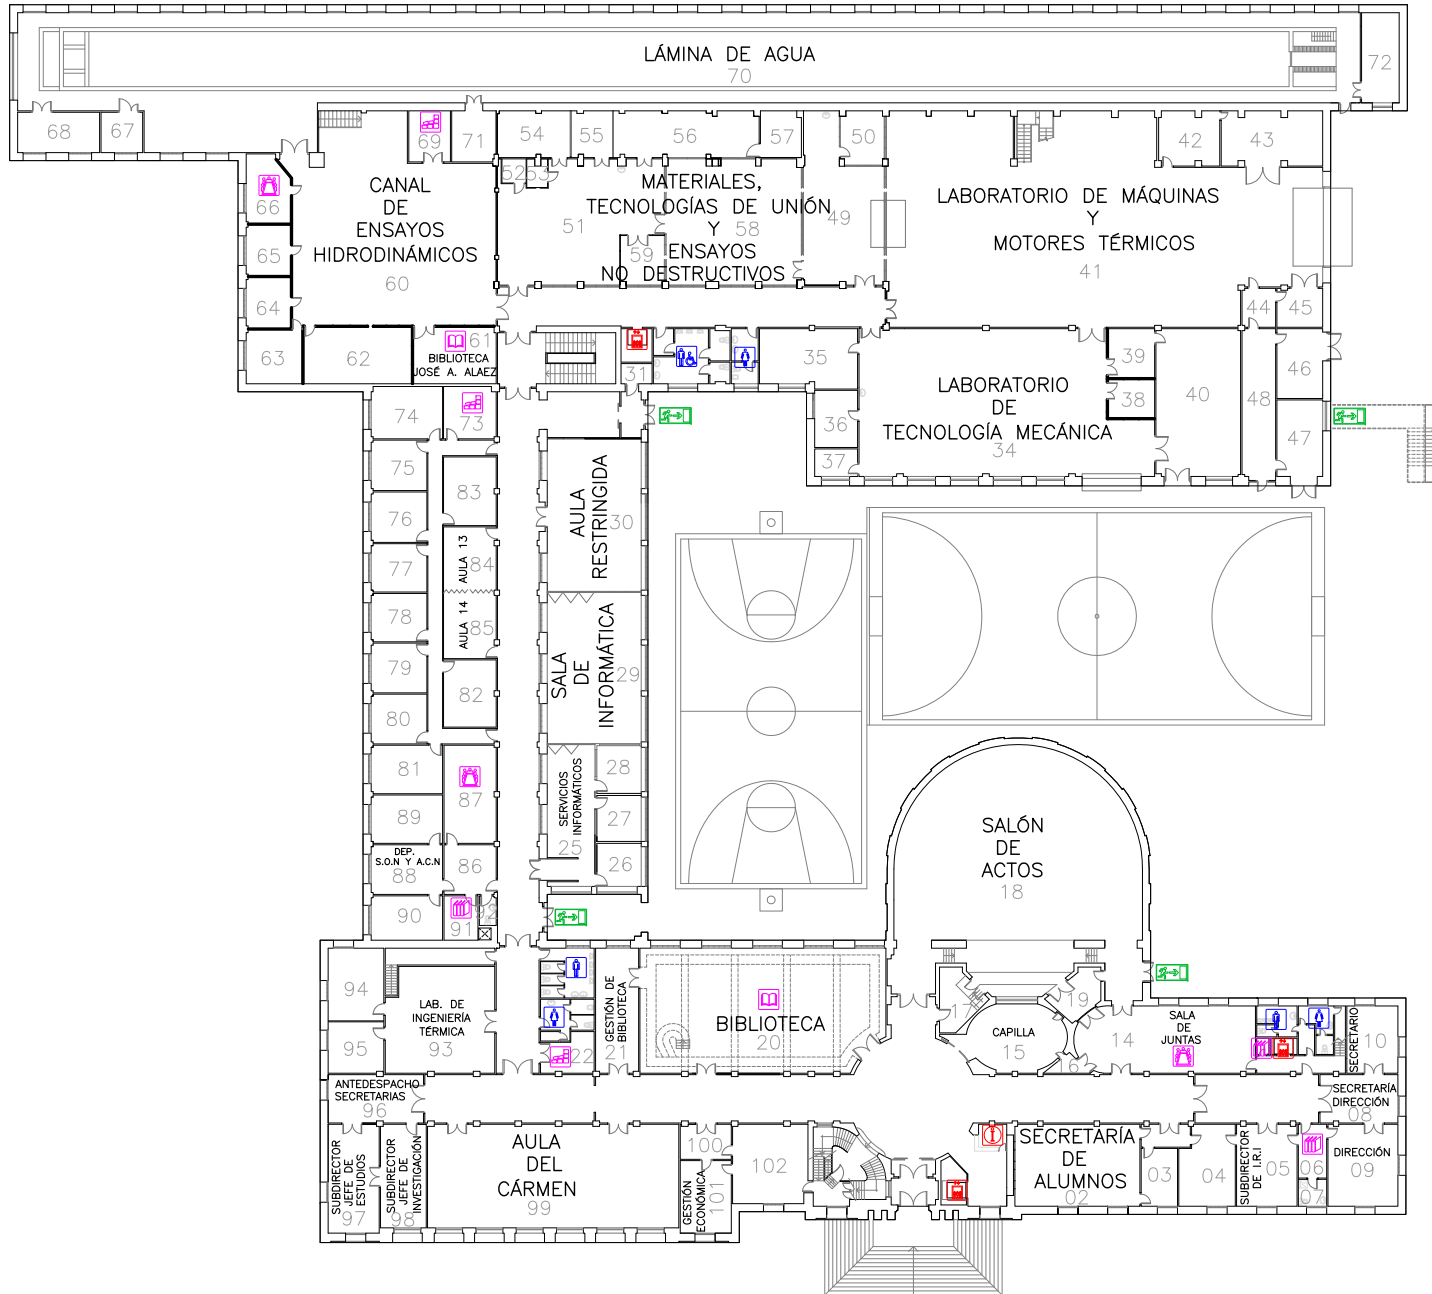 LÁMINA DE AGUA
70
72
68
67
69
71
54
55
56
57
50
42
43
CANAL
DE
ENSAYOS
HIDRODINÁMICOS
60
66
65
64
63
62
61
BIBLIOTECA
JOSÉ A. ALAEZ
52
53
51
MATERIALES,
TECNOLOGÍAS DE UNIÓN
Y
ENSAYOS
NO DESTRUCTIVOS
58
59
49
LABORATORIO DE MÁQUINAS
Y
MOTORES TÉRMICOS
41
44
45
46
47
48
40
39
38
31
35
36
37
LABORATORIO
DE
TECNOLOGÍA MECÁNICA
34
74
73
75
76
77
78
79
80
81
83
AULA 13
84
AULA 14
85
82
87
89
DEP.
S.O.N Y A.C.N
88
86
90
91
92
AULA
RESTRINGIDA
30
SALA
DE
INFORMÁTICA
29
SERVICIOS
INFORMÁTICOS
25
28
27
26
SALÓN
DE
ACTOS
18
94
95
LAB. DE
INGENIERÍA
TÉRMICA
93
22
GESTIÓN DE
BIBLIOTECA
21
BIBLIOTECA
20
17
19
CAPILLA
15
16
14
SALA
DE
JUNTAS
SECRETARIO
10
ANTEDESPACHO
SECRETARIAS
96
SECRETARÍA
DIRECCIÓN
08
SUBDIRECTOR
JEFE DE
ESTUDIOS
97
SUBDIRECTOR
JEFE DE
INVESTIGACIÓN
98
AULA
DEL
CÁRMEN
99
100
GESTIÓN
ECONÓMICA
101
102
SECRETARÍA
DE
ALUMNOS
02
03
04
SUBDIRECTOR
DE I.R.I
05
06
07
DIRECCIÓN
09